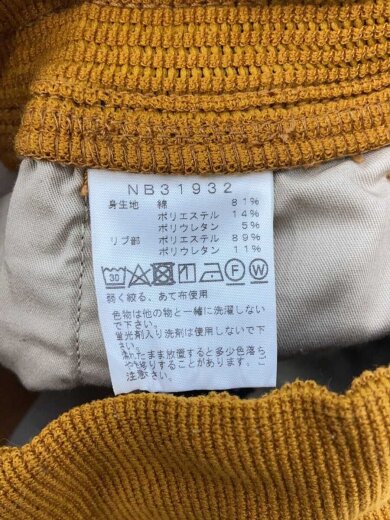 NB31932
身生地 綿 81%
ポリエステル 14%
ポリウレタン 5%
リブ部 ポリエステル 89%
ポリウレタン 11%
30 F W
弱く絞る、あて布使用
色物は他の物と一緒に洗濯しない
で下さい。
蛍光剤入り洗剤は使用しない下
さい。
ぬれたまま放置すると多少色落ち
や移りすることがあります。ご
注意ださい。